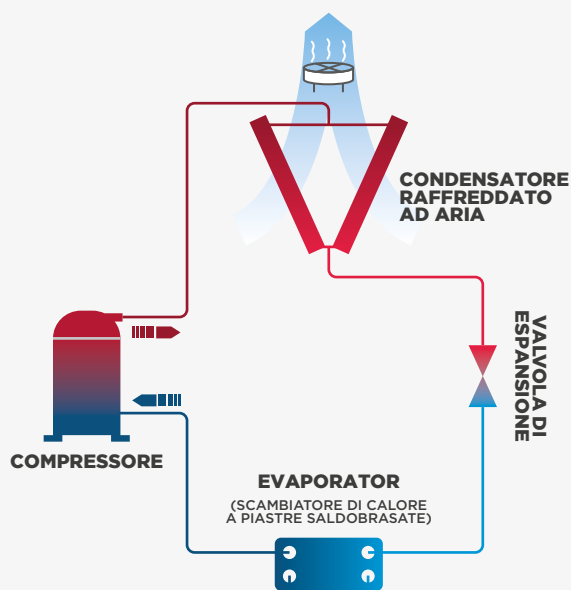 CONDENSATORE
RAFFREDDATO
AD ARIA
VALVOLA DI
ESPANSIONE
COMPRESSORE
EVAPORATOR
(SCAMBIATORE DI CALORE
A PIASTRE SALDOBRASATE)